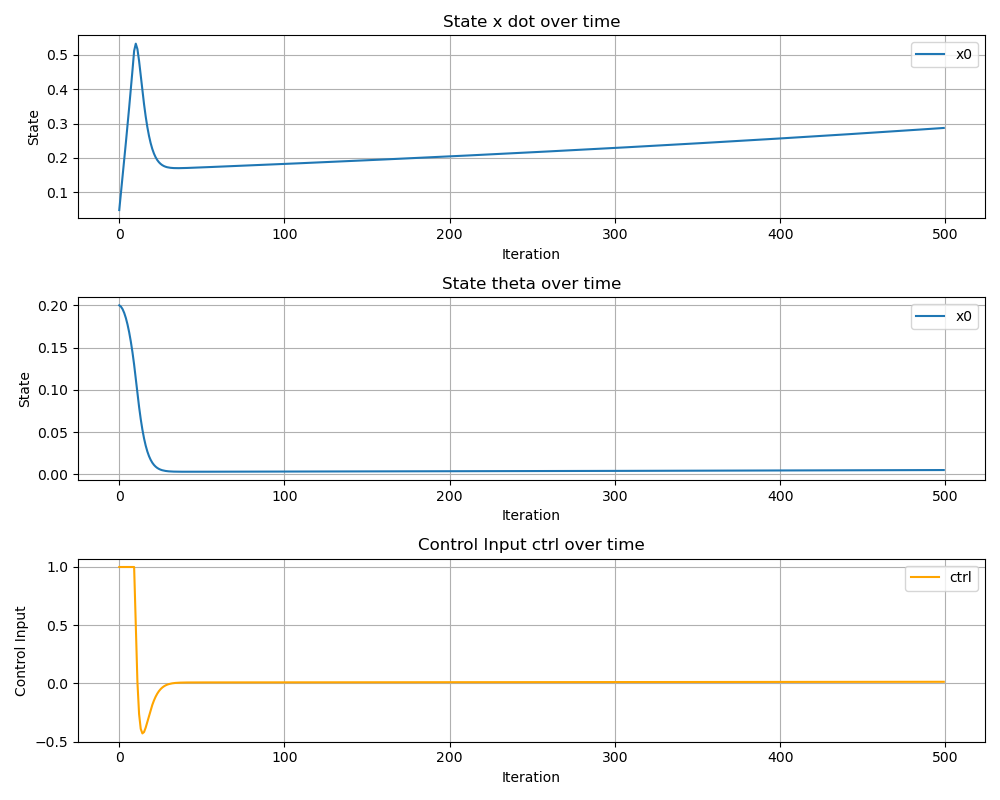 State x dot over time
State
0.5
0.4
0.3
0.2
0.1
x0
0 100 200 300 400 500
Iteration
State theta over time
State
0.20
0.15
0.10
0.05
0.00
x0
0 100 200 300 400 500
Iteration
Control Input ctrl over time
Control Input
1.0
0.5
0.0
−0.5
ctrl
0 100 200 300 400 500
Iteration